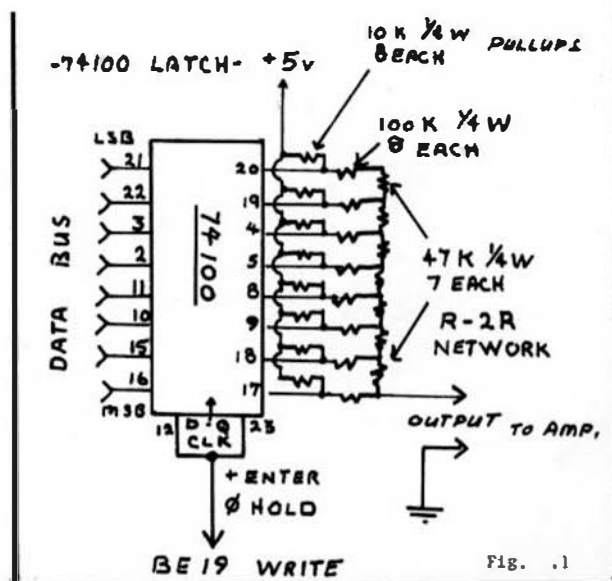 10K ¼W
8 EACH PULLUPS
-74100 LATCH- +5v
100K ¼W
8 EACH
LSB
21
22
3
2
11
10
15
16
MSB
DATA BUS
74100
20
19
4
5
8
9
18
17
47K ¼W
7 EACH
R-2R
NETWORK
12 D-Q 23
CLK
OUTPUT TO AMP.
+ ENTER
Ø HOLD
BE19 WRITE
Fig. .1